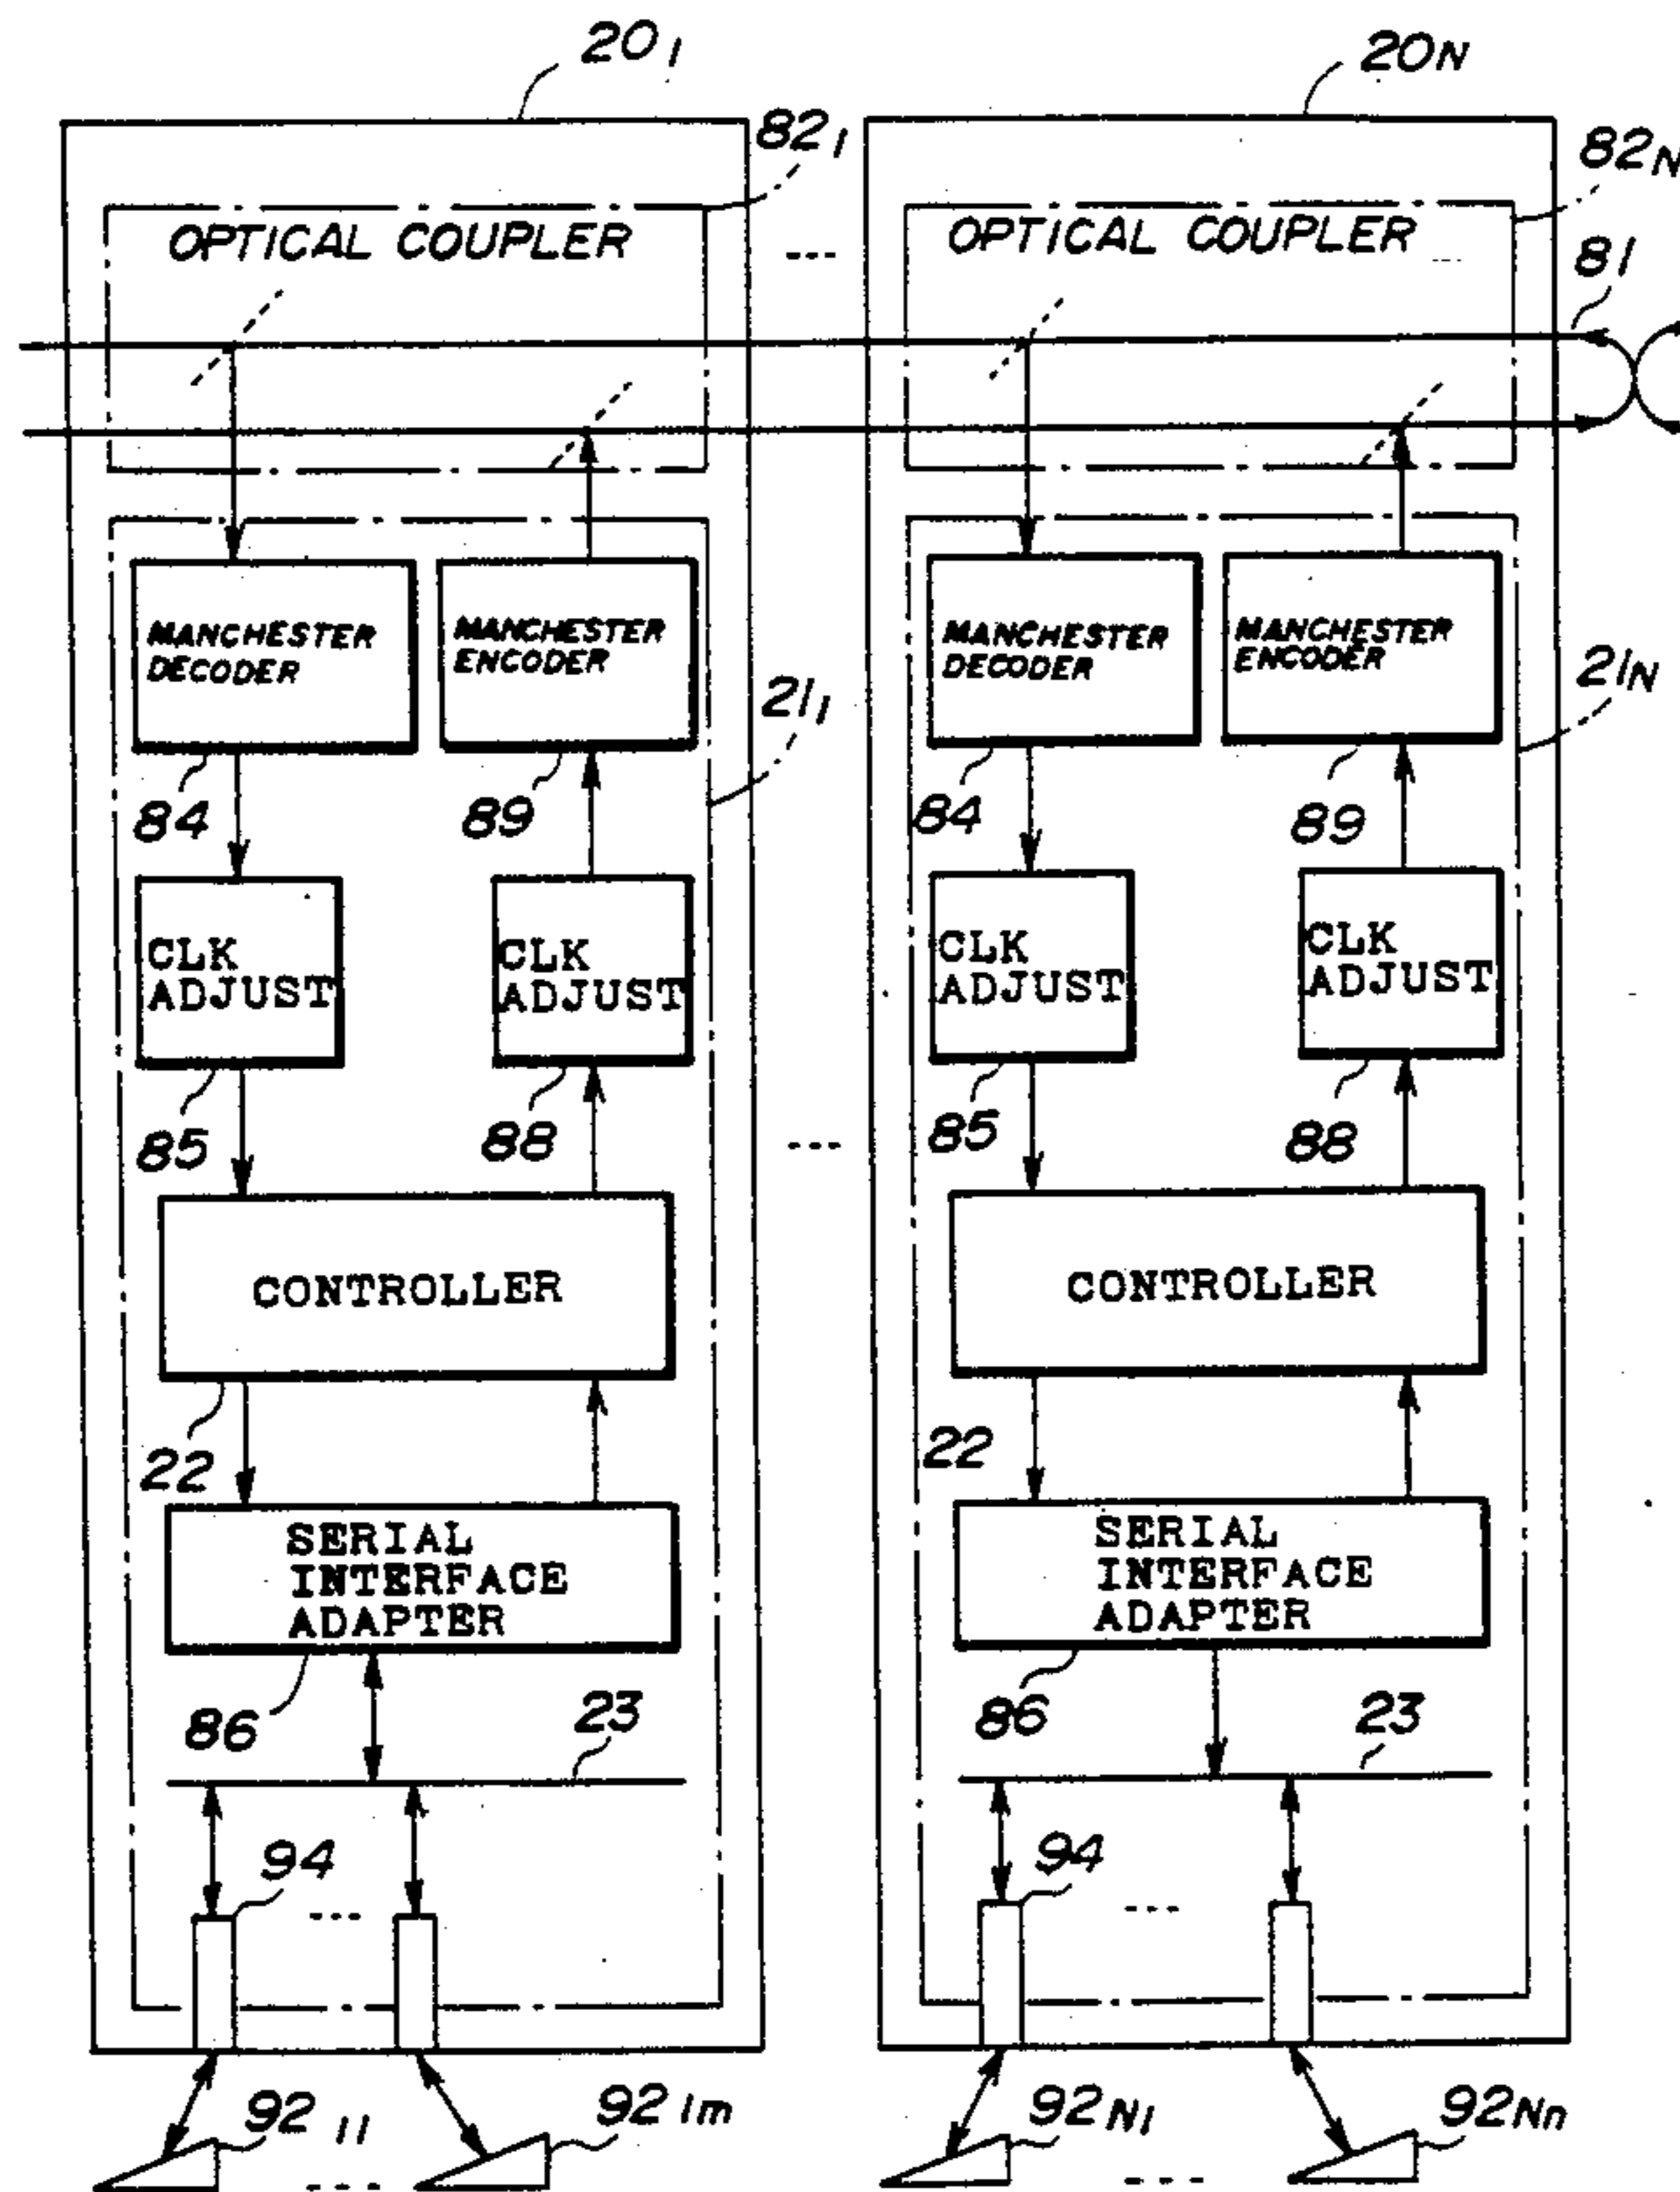 20₁
20N
82₁
82N
OPTICAL COUPLER
---
OPTICAL COUPLER
81
MANCHESTER
DECODER
MANCHESTER
ENCODER
MANCHESTER
DECODER
MANCHESTER
ENCODER
21₁
21N
84
89
84
89
CLK
ADJUST
CLK
ADJUST
CLK
ADJUST
CLK
ADJUST
85
88
---
85
88
CONTROLLER
CONTROLLER
22
22
SERIAL
INTERFACE
ADAPTER
SERIAL
INTERFACE
ADAPTER
86
23
86
23
94
---
94
---
92 11
92 1m
92N1
92Nn
---
---